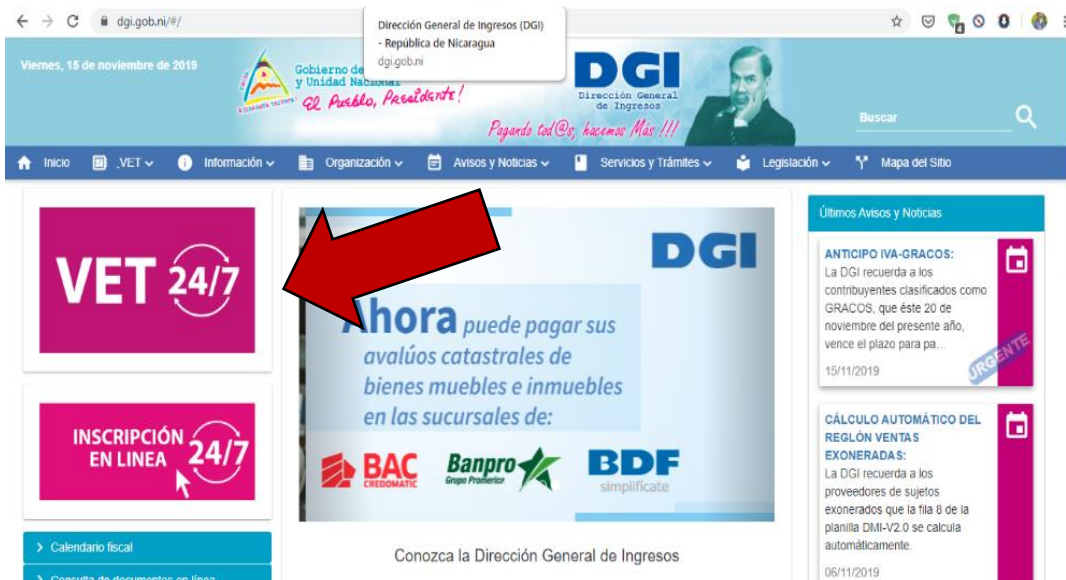 dgi.gob.ni/#/
Dirección General de Ingresos (DGI)
- República de Nicaragua
dgi.gob.ni
4
Viernes, 15 de noviembre de 2019
Gobierno de
y Unidad Nacional
El Pueblo, Presidente!
DGI
Dirección General
de Ingresos
Pagando tod@s, hacemos Más !!!
Buscar
Inicio
_VET
Información
Organización
Avisos y Noticias
Servicios y Trámites
Legislación
Mapa del Sitio
VET 24/7
INSCRIPCIÓN
EN LINEA 24/7
Calendario fiscal
Consulta de documentos en línea
DGI
Ahora puede pagar sus
avalúos catastrales de
bienes muebles e inmuebles
en las sucursales de:
BAC
CREDOMATIC
Banpro
Grupo Promerica
BDF
simplifícate
Conozca la Dirección General de Ingresos
Últimos Avisos y Noticias
ANTICIPO IVA-GRACOS:
La DGI recuerda a los
contribuyentes clasificados como
GRACOS, que éste 20 de
noviembre del presente año,
vence el plazo para pa...
15/11/2019
URGENTE
CÁLCULO AUTOMÁTICO DEL
REGLÓN VENTAS
EXONERADAS:
La DGI recuerda a los
proveedores de sujetos
exonerados que la fila 8 de la
planilla DMI-V2.0 se calcula
automáticamente.
06/11/2019